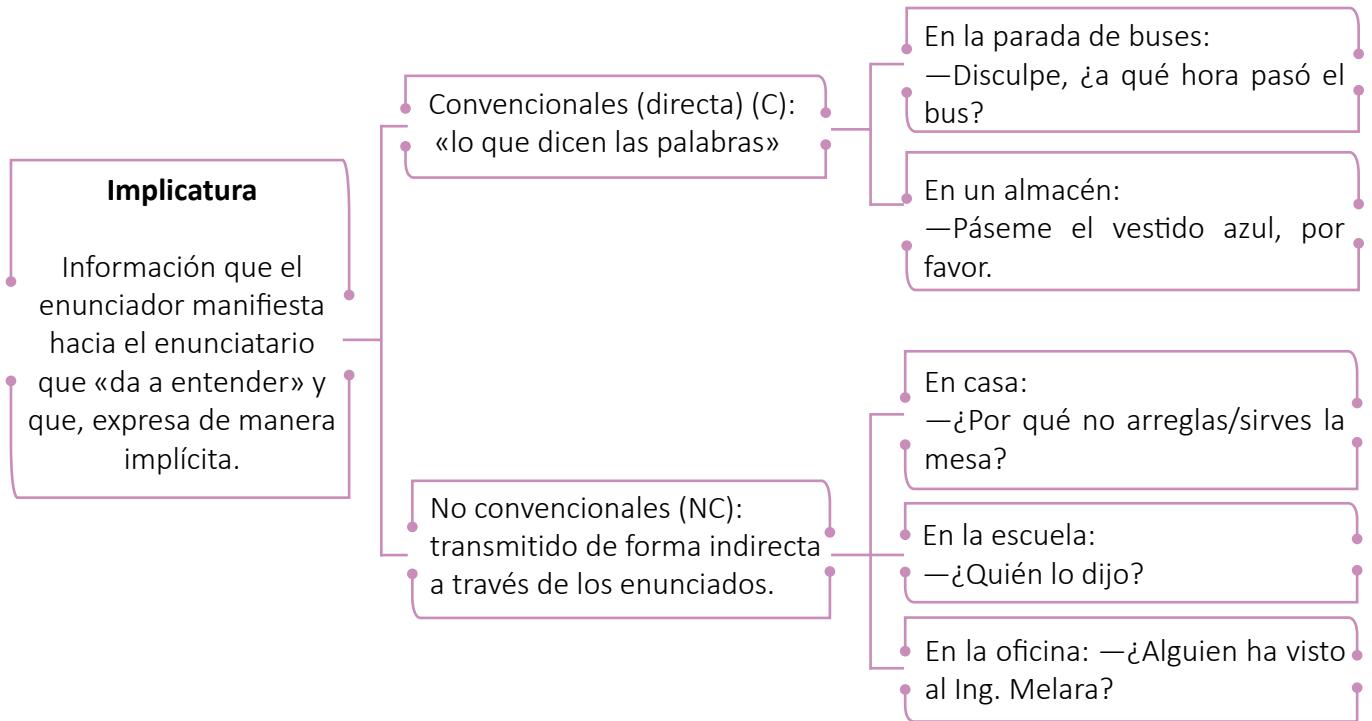 Implicatura
Información que el
enunciador manifiesta
hacia el enunciatario
que «da a entender» y
que, expresa de manera
implícita.
Convencionales (directa) (C):
«lo que dicen las palabras»
En la parada de buses:
—Disculpe, ¿a qué hora pasó el
bus?
En un almacén:
—Páseme el vestido azul, por
favor.
No convencionales (NC):
transmitido de forma indirecta
a través de los enunciados.
En casa:
—¿Por qué no arreglas/sirves la
mesa?
En la escuela:
—¿Quién lo dijo?
En la oficina: —¿Alguien ha visto
al Ing. Melara?